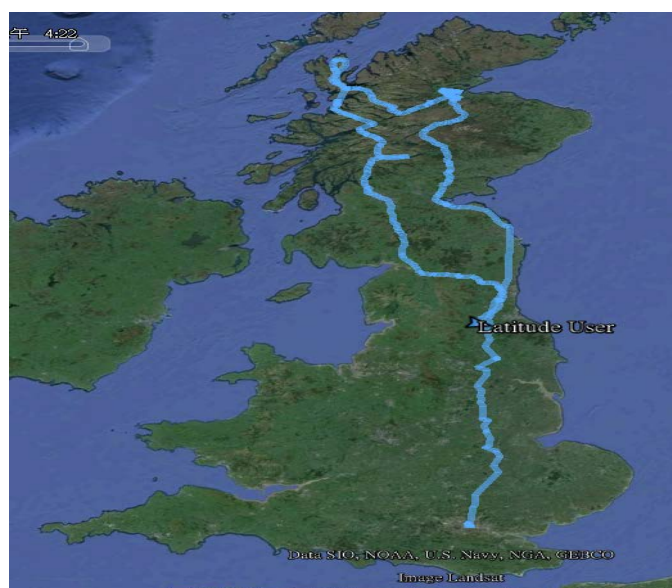 午 4:22
Latitude User
Data SIO, NOAA, U.S. Navy, NGA, GEBCO
Image Landsat